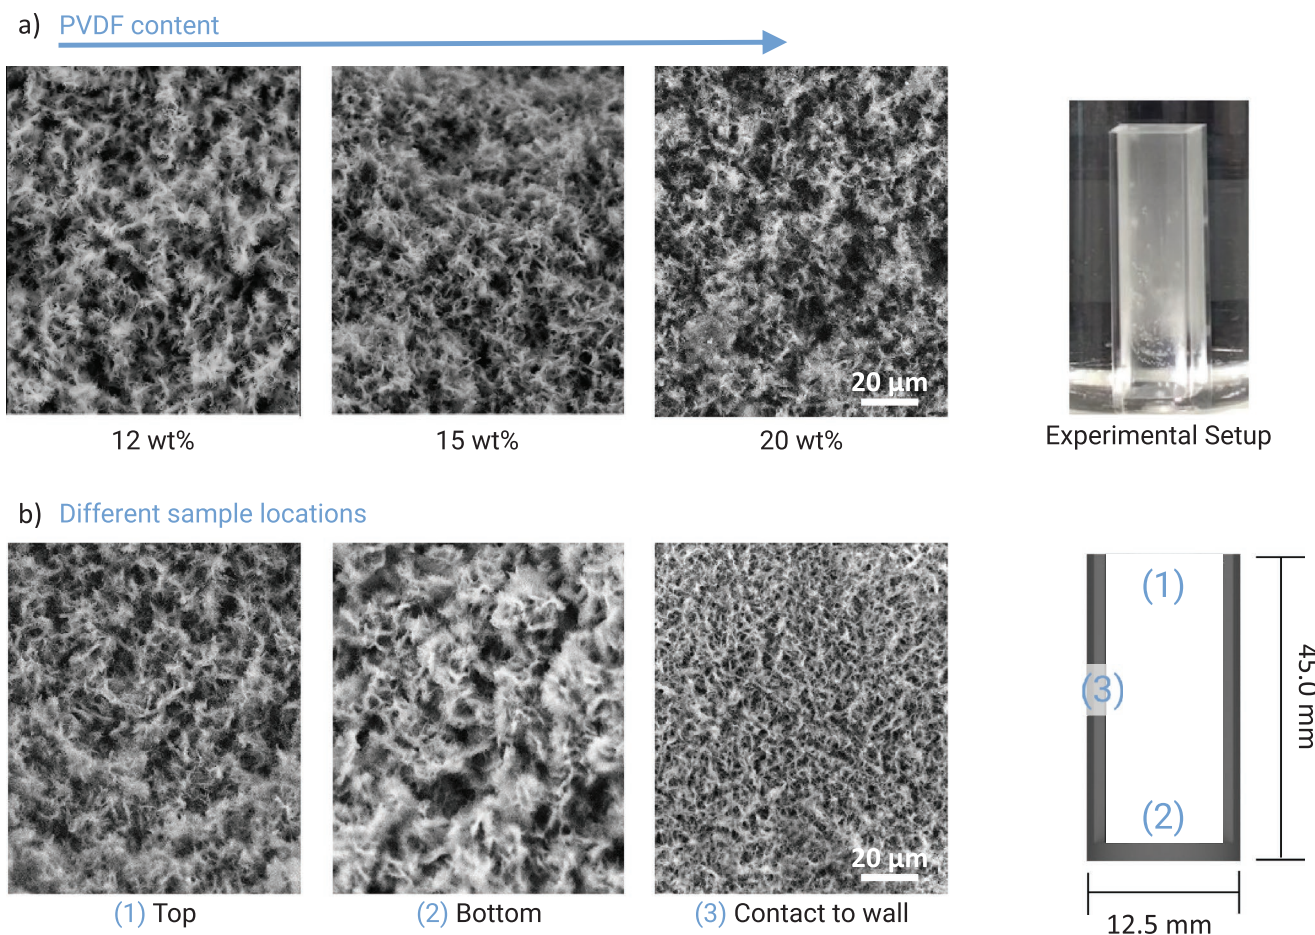 a) PVDF content
20 µm
12 wt%
15 wt%
20 wt%
Experimental Setup
b) Different sample locations
20 µm
(1) Top
(2) Bottom
(3) Contact to wall
(1)
(3)
(2)
45.0 mm
12.5 mm